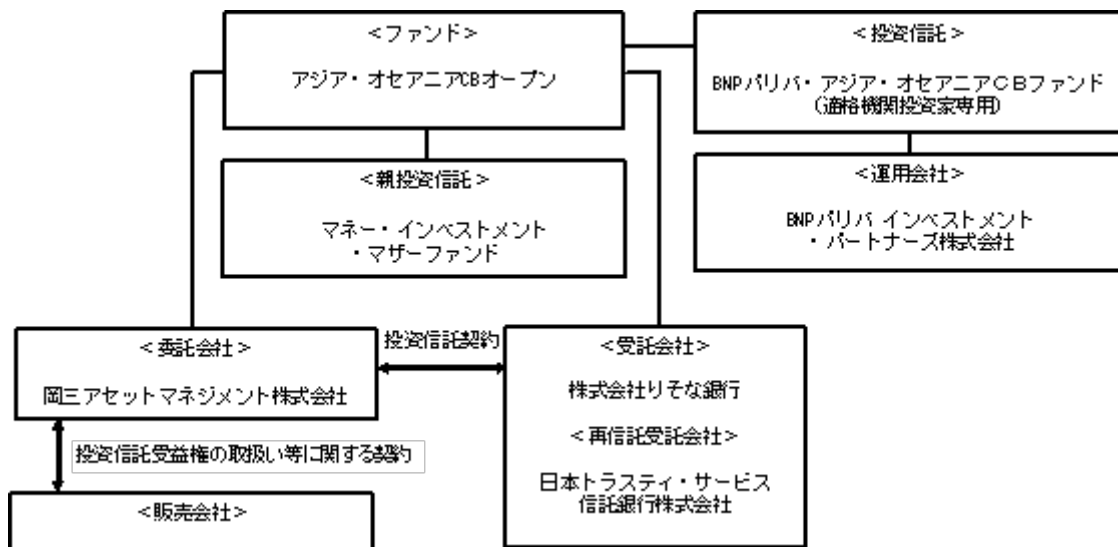 ＜ファンド＞
アジア・オセアニアCBオープン
＜投資信託＞
BNPパリバ・アジア・オセアニアＣＢファンド
(適格機関投資家専用)
＜親投資信託＞
マネー・インベストメント
・マザーファンド
＜運用会社＞
BNPパリバ インベストメント
・パートナーズ株式会社
＜委託会社＞
岡三アセットマネジメント株式会社
投資信託契約
＜受託会社＞
株式会社りそな銀行
＜再信託受託会社＞
日本トラスティ・サービス
信託銀行株式会社
投資信託受益権の取扱い等に関する契約
＜販売会社＞